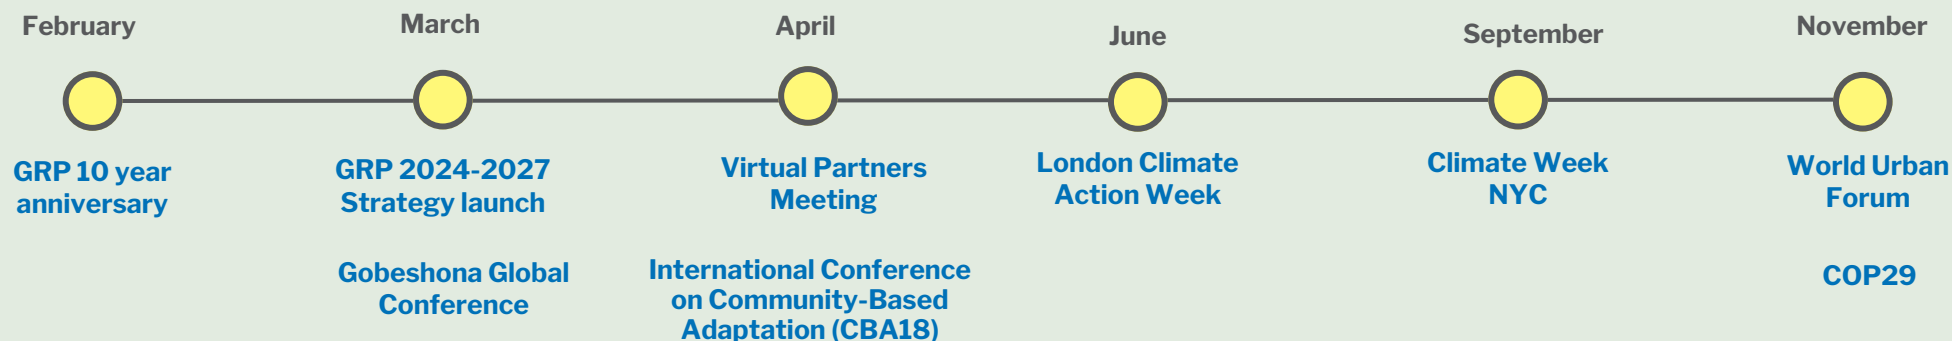 February
March
April
June
September
November
GRP 10 year
anniversary
GRP 2024-2027
Strategy launch
Gobeshona Global
Conference
Virtual Partners
Meeting
International Conference
on Community-Based
Adaptation (CBA18)
London Climate
Action Week
Climate Week
NYC
World Urban
Forum
COP29